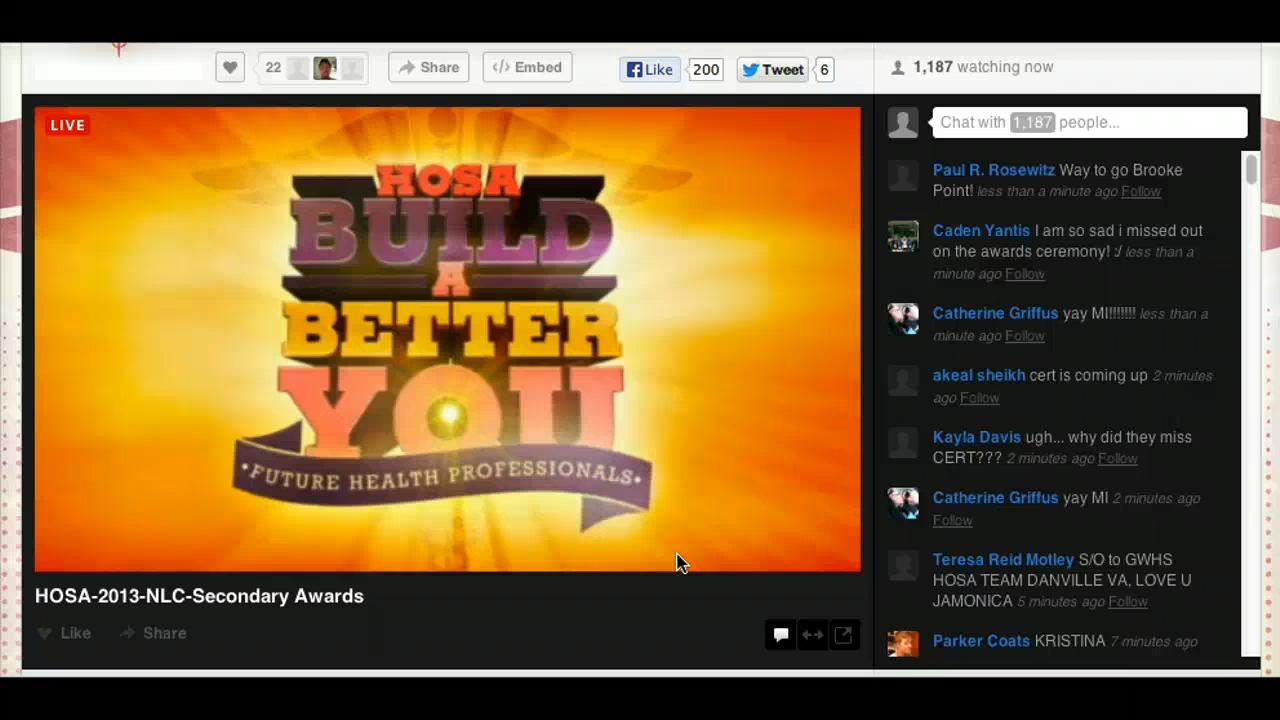 22
Share
</> Embed
Like
200
Tweet
6
1,187 watching now
LIVE
HOSA
BUILD
A
BETTER
YOU
•FUTURE HEALTH PROFESSIONALS•
HOSA-2013-NLC-Secondary Awards
Like
Share
Chat with 1,187 people...
Paul R. Rosewitz Way to go Brooke
Point! less than a minute ago Follow
Caden Yantis I am so sad i missed out
on the awards ceremony! :/ less than a
minute ago Follow
Catherine Griffus yay MI!!!!!!! less than a
minute ago Follow
akeal sheikh cert is coming up 2 minutes
ago Follow
Kayla Davis ugh... why did they miss
CERT??? 2 minutes ago Follow
Catherine Griffus yay MI 2 minutes ago
Follow
Teresa Reid Motley S/O to GWHS
HOSA TEAM DANVILLE VA, LOVE U
JAMONICA 5 minutes ago Follow
Parker Coats KRISTINA 7 minutes ago